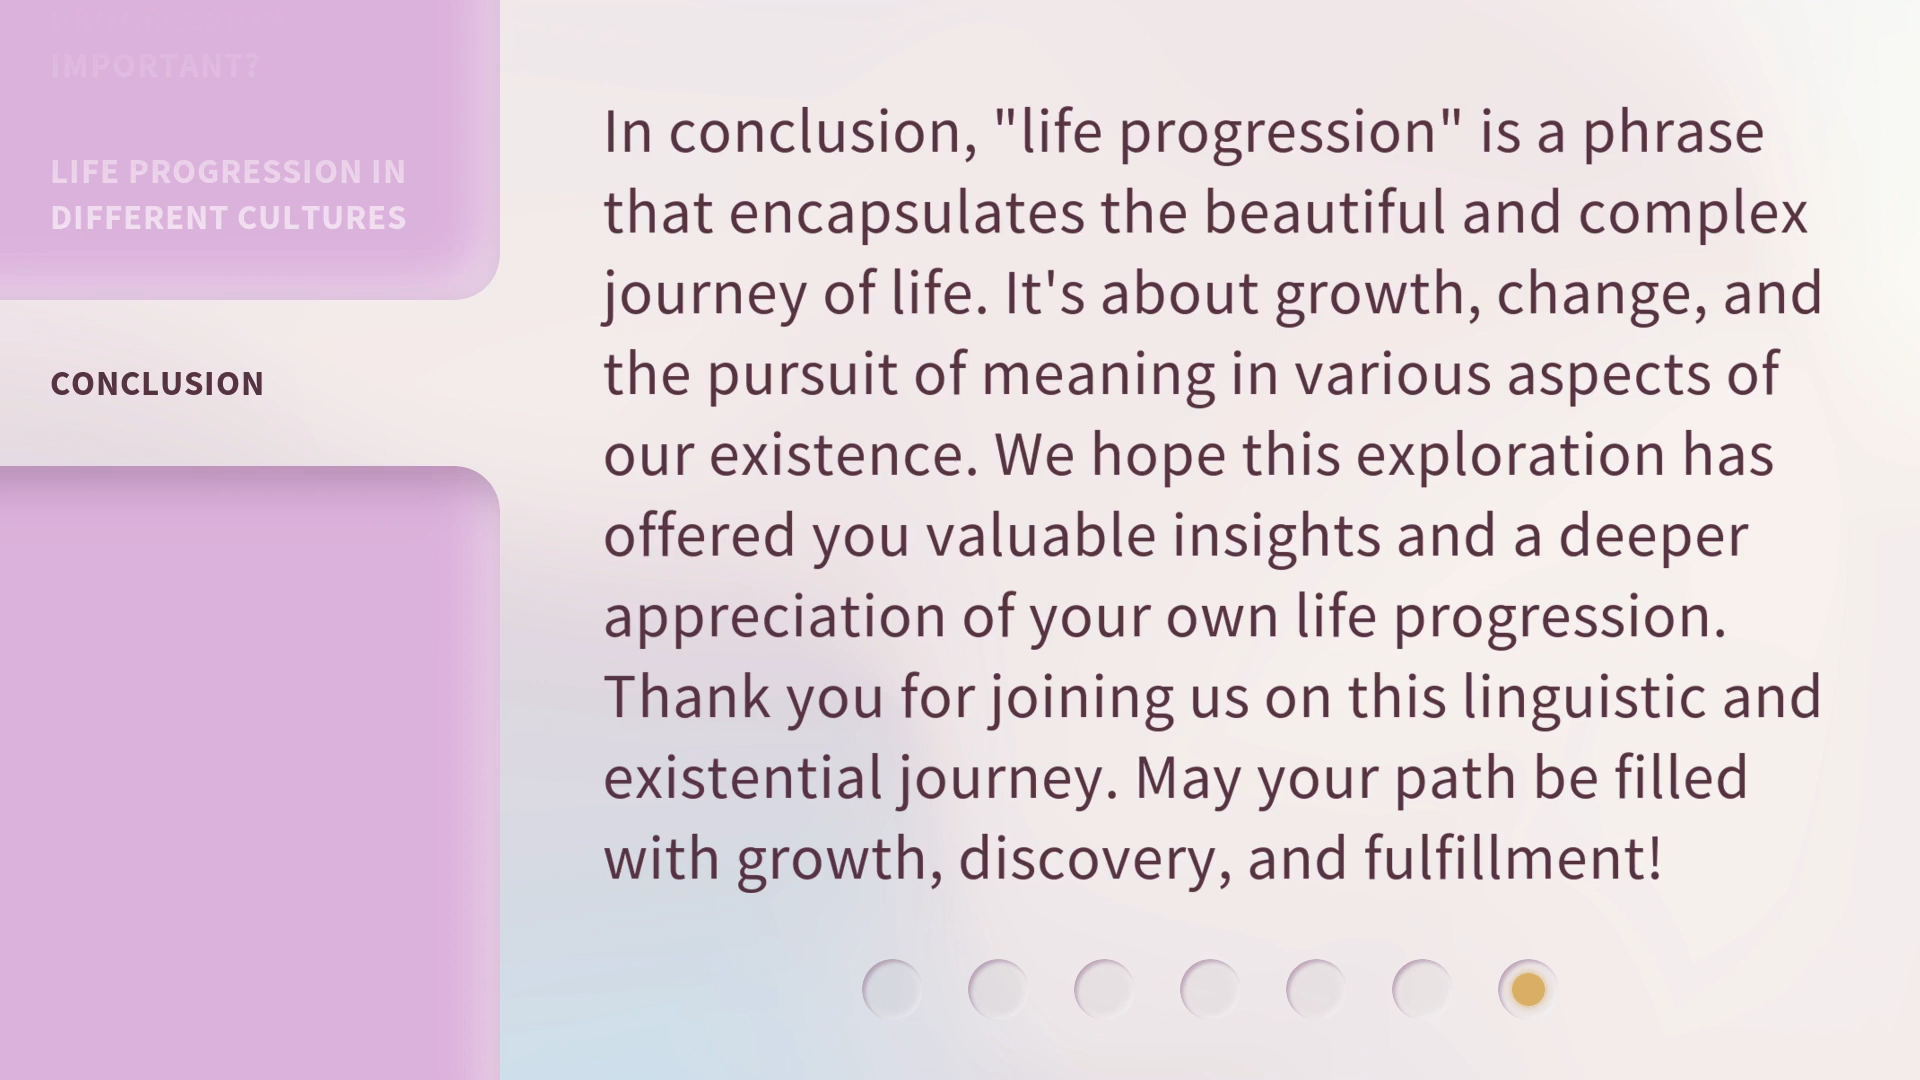 IMPORTANT?
LIFE PROGRESSION IN
DIFFERENT CULTURES
CONCLUSION
In conclusion, "life progression" is a phrase
that encapsulates the beautiful and complex
journey of life. It's about growth, change, and
the pursuit of meaning in various aspects of
our existence. We hope this exploration has
offered you valuable insights and a deeper
appreciation of your own life progression.
Thank you for joining us on this linguistic and
existential journey. May your path be filled
with growth, discovery, and fulfillment!